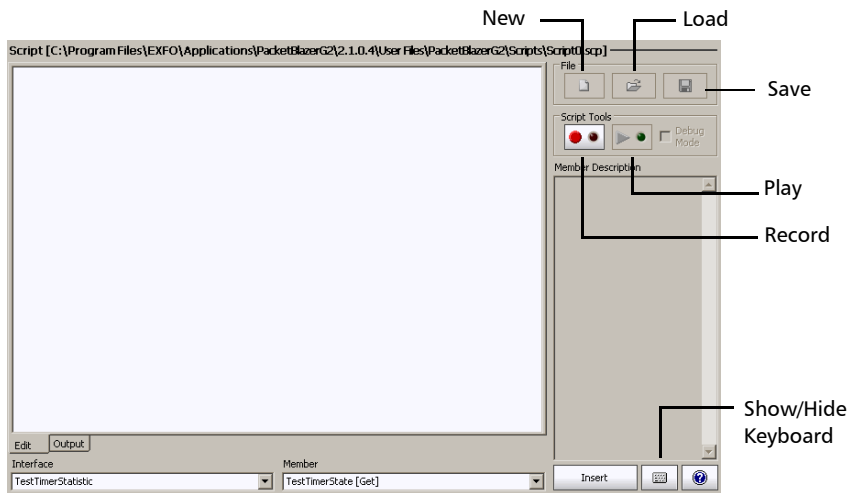 New
Load
Script [C:\Program Files\EXFO\Applications\PacketBlazerG2\2.1.0.4\User Files\PacketBlazerG2\Scripts\Script0.scp]
File
Save
Script Tools
Debug
Mode
Member Description
Play
Record
Show/Hide
Keyboard
Edit
Output
Interface
Member
TestTimerStatistic
TestTimerState [Get]
Insert